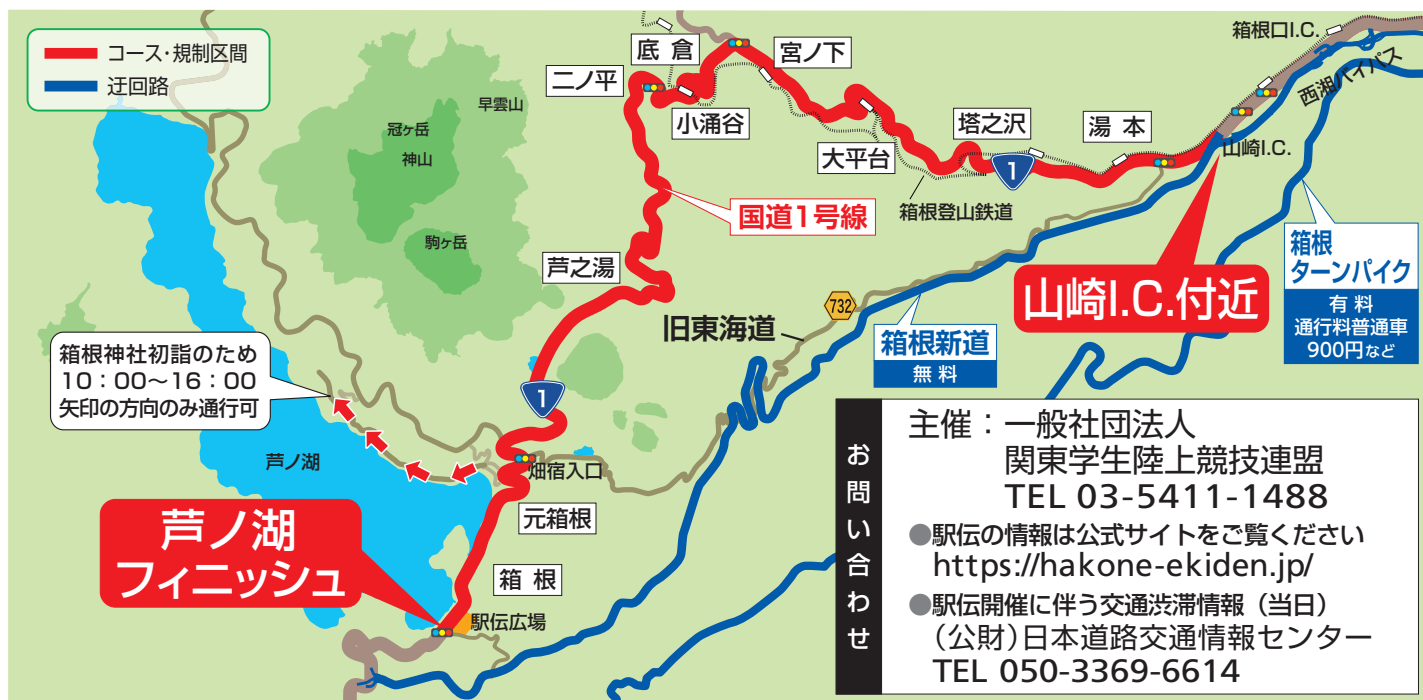 コース・規制区間
迂回路
底倉
宮ノ下
二ノ平
小涌谷
早雲山
冠ヶ岳
神山
駒ヶ岳
大平台
塔之沢
湯本
箱根口I.C.
西湘バイパス
山崎I.C.
1
箱根登山鉄道
国道1号線
芦之湯
山崎I.C.付近
箱根
ターンパイク
有料
通行料普通車
900円など
732
旧東海道
箱根新道
無料
箱根神社初詣のため
10：00〜16：00
矢印の方向のみ通行可
1
芦ノ湖
畑宿入口
元箱根
芦ノ湖
フィニッシュ
箱根
駅伝広場
お問い合わせ
主催：一般社団法人
関東学生陸上競技連盟
TEL 03-5411-1488
●駅伝の情報は公式サイトをご覧ください
https://hakone-ekiden.jp/
●駅伝開催に伴う交通渋滞情報（当日）
（公財）日本道路交通情報センター
TEL 050-3369-6614